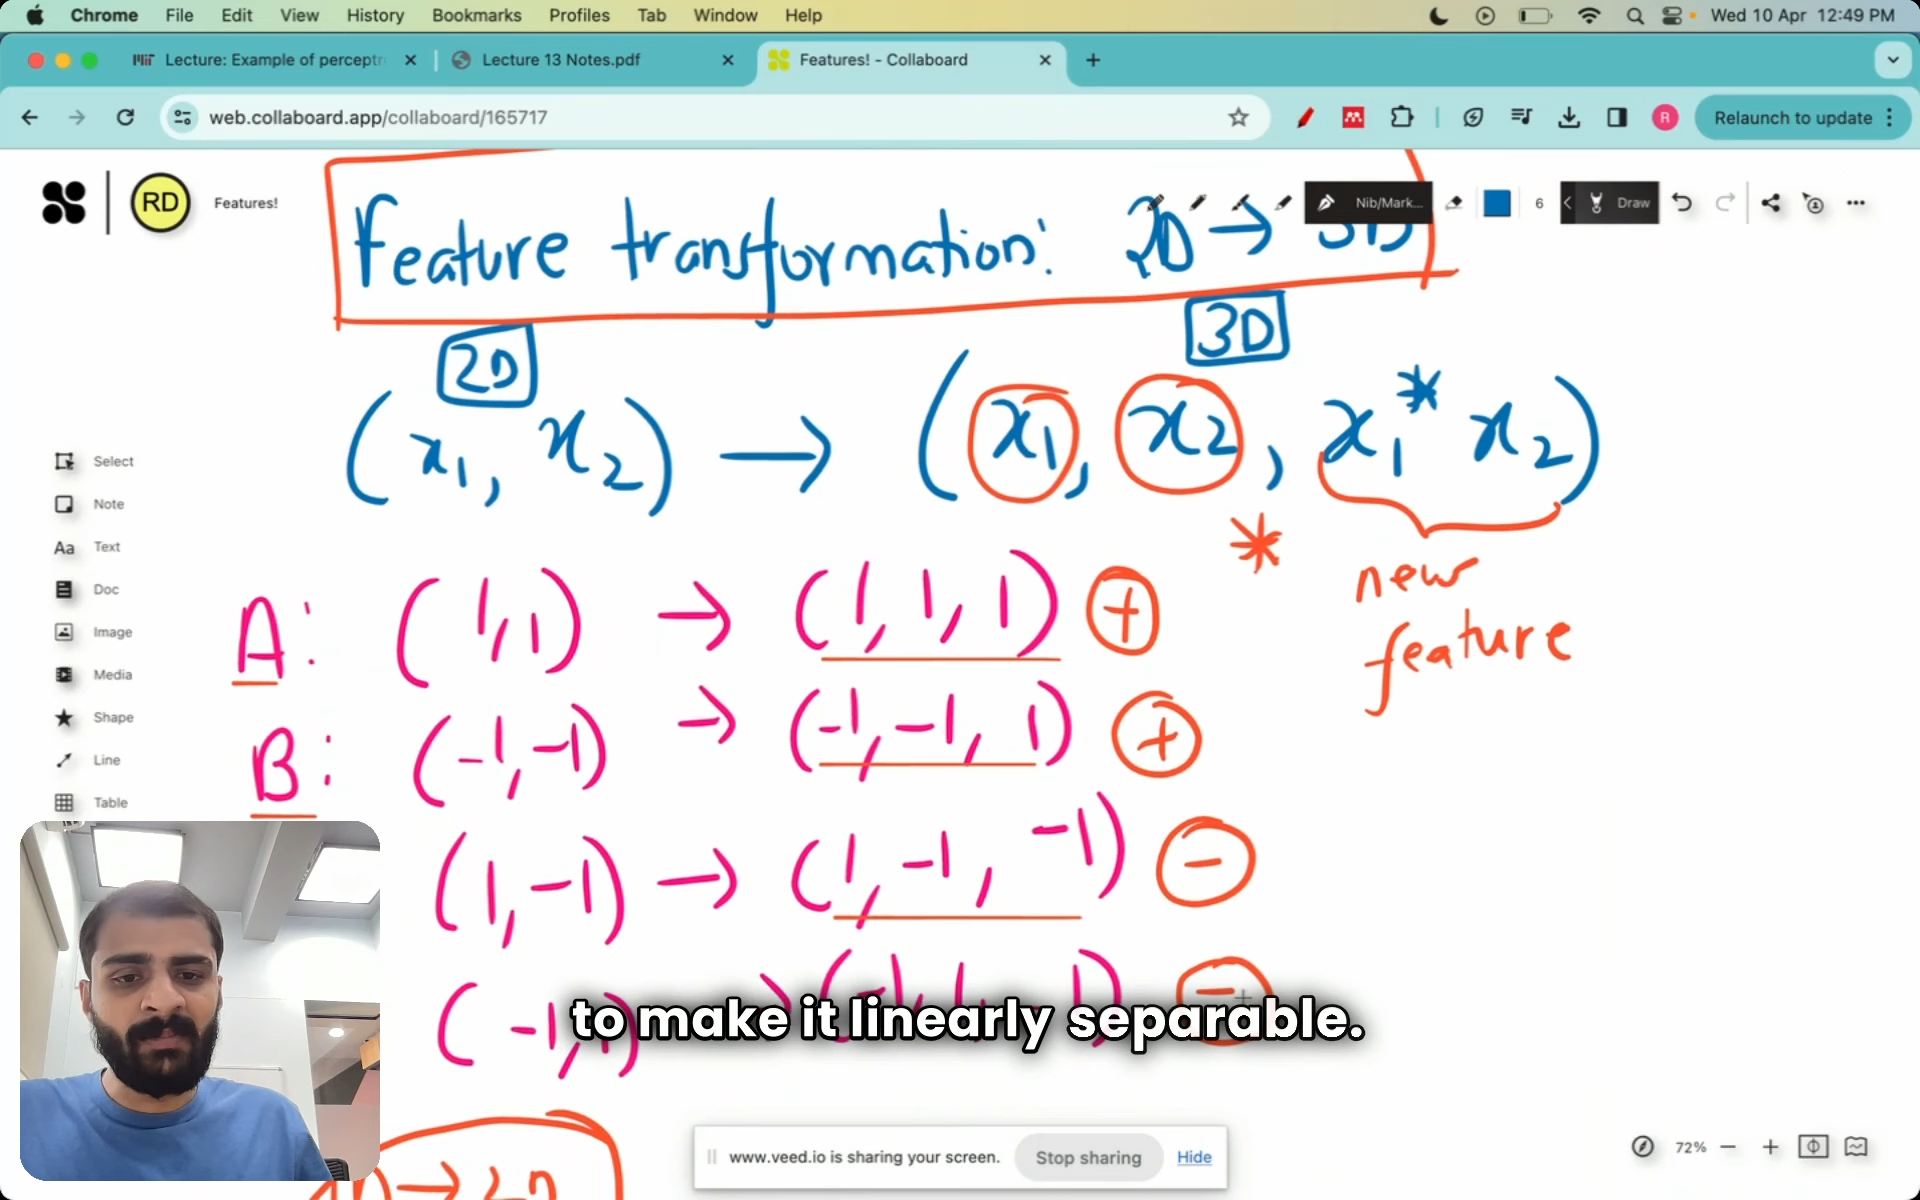 Chrome File Edit View History Bookmarks Profiles Tab Window Help Wed 10 Apr 12:49 PM
Lecture: Example of perceptr Lecture 13 Notes.pdf Features! - Collaboard
web.collaboard.app/collaboard/165717 R Relaunch to update
RD Features! Nib/Mark... 6 Draw
Feature transformation: 2D → 3D
2D 3D
(x1, x2) → (x1, x2, x1* x2)
*
new
feature
A: (1,1) → (1, 1, 1) +
B: (-1,-1) → (-1, -1, 1) +
(1,-1) → (1, -1, -1) -
(-1,1)
to make it linearly separable.
Select
Note
Aa Text
Doc
Image
Media
Shape
Line
Table
www.veed.io is sharing your screen. Stop sharing Hide
72%